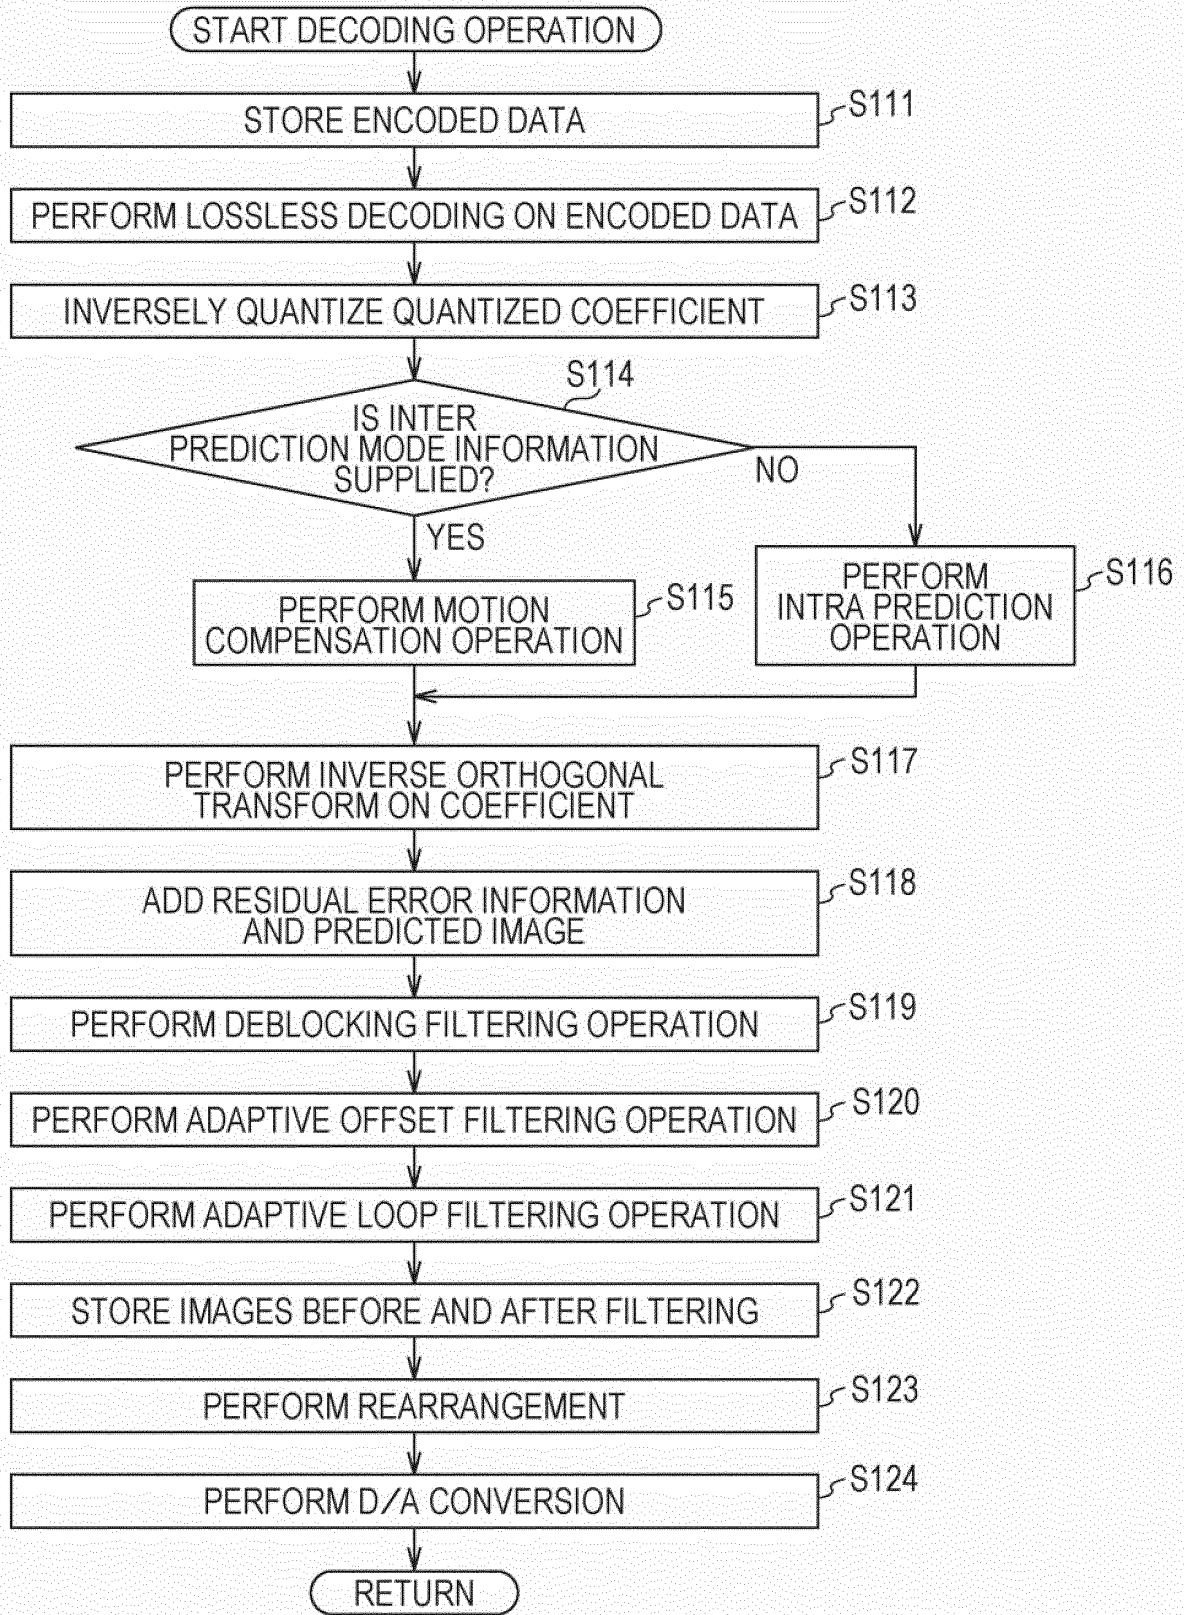 START DECODING OPERATION
STORE ENCODED DATA
S111
PERFORM LOSSLESS DECODING ON ENCODED DATA
S112
INVERSELY QUANTIZE QUANTIZED COEFFICIENT
S113
S114
IS INTER
PREDICTION MODE INFORMATION
SUPPLIED?
NO
YES
PERFORM MOTION
COMPENSATION OPERATION
S115
PERFORM
INTRA PREDICTION
OPERATION
S116
PERFORM INVERSE ORTHOGONAL
TRANSFORM ON COEFFICIENT
S117
ADD RESIDUAL ERROR INFORMATION
AND PREDICTED IMAGE
S118
PERFORM DEBLOCKING FILTERING OPERATION
S119
PERFORM ADAPTIVE OFFSET FILTERING OPERATION
S120
PERFORM ADAPTIVE LOOP FILTERING OPERATION
S121
STORE IMAGES BEFORE AND AFTER FILTERING
S122
PERFORM REARRANGEMENT
S123
PERFORM D/A CONVERSION
S124
RETURN